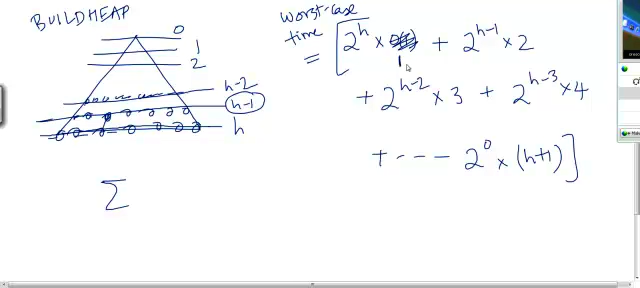 BUILDHEAP
0
1
2
h-2
h-1
h
Σ
worst-case
time
= [ 2^h × 1 + 2^(h-1) × 2
+ 2^(h-2) × 3 + 2^(h-3) × 4
+ ---- 2^0 × (h+1) ]